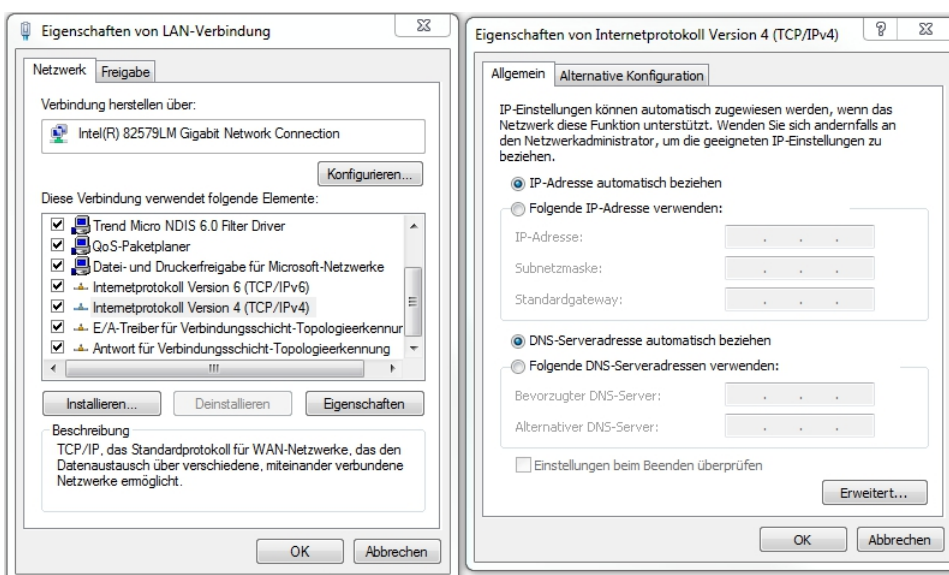 Eigenschaften von LAN-Verbindung
Netzwerk
Freigabe
Verbindung herstellen über:
Intel(R) 82579LM Gigabit Network Connection
Konfigurieren...
Diese Verbindung verwendet folgende Elemente:
Trend Micro NDIS 6.0 Filter Driver
QoS-Paketplaner
Datei- und Druckerfreigabe für Microsoft-Netzwerke
Internetprotokoll Version 6 (TCP/IPv6)
Internetprotokoll Version 4 (TCP/IPv4)
E/A-Treiber für Verbindungsschicht-Topologieerkennur
Antwort für Verbindungsschicht-Topologieerkennung
Installieren...
Deinstallieren
Eigenschaften
Beschreibung
TCP/IP, das Standardprotokoll für WAN-Netzwerke, das den
Datenaustausch über verschiedene, miteinander verbundene
Netzwerke ermöglicht.
OK
Abbrechen
Eigenschaften von Internetprotokoll Version 4 (TCP/IPv4)
Allgemein
Alternative Konfiguration
IP-Einstellungen können automatisch zugewiesen werden, wenn das
Netzwerk diese Funktion unterstützt. Wenden Sie sich andernfalls an
den Netzwerkadministrator, um die geeigneten IP-Einstellungen zu
beziehen.
IP-Adresse automatisch beziehen
Folgende IP-Adresse verwenden:
IP-Adresse:
Subnetzmaske:
Standardgateway:
DNS-Serveradresse automatisch beziehen
Folgende DNS-Serveradressen verwenden:
Bevorzugter DNS-Server:
Alternativer DNS-Server:
Einstellungen beim Beenden überprüfen
Erweitert...
OK
Abbrechen